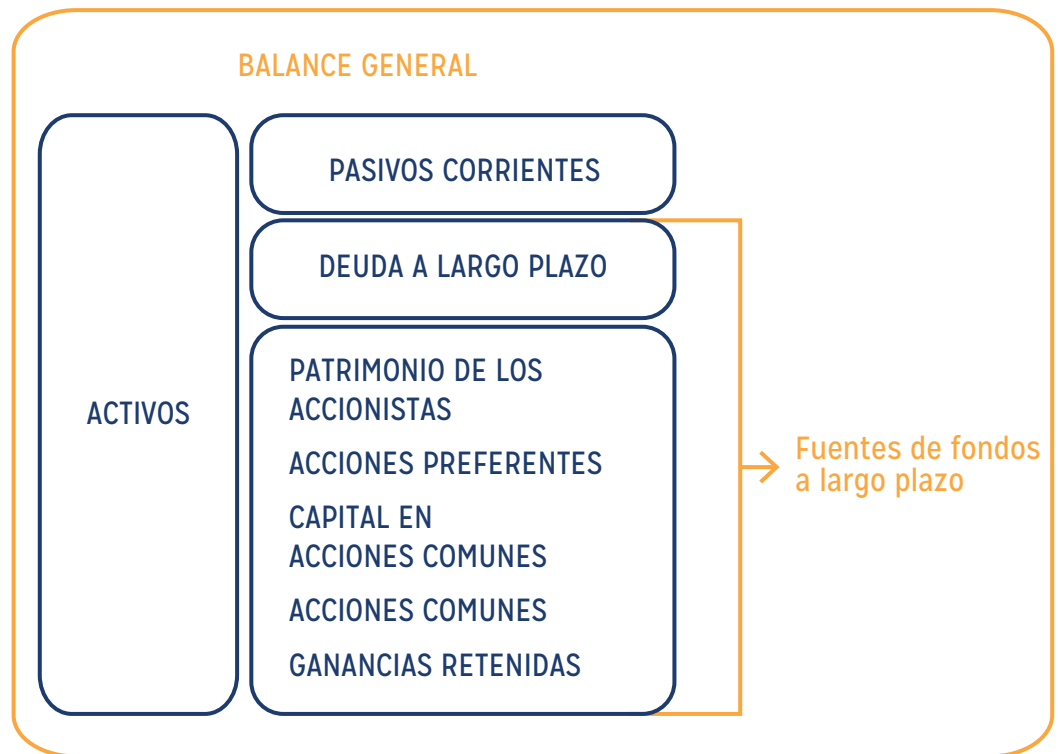 BALANCE GENERAL
ACTIVOS
PASIVOS CORRIENTES
DEUDA A LARGO PLAZO
PATRIMONIO DE LOS
ACCIONISTAS
ACCIONES PREFERENTES
CAPITAL EN
ACCIONES COMUNES
ACCIONES COMUNES
GANANCIAS RETENIDAS
Fuentes de fondos
a largo plazo